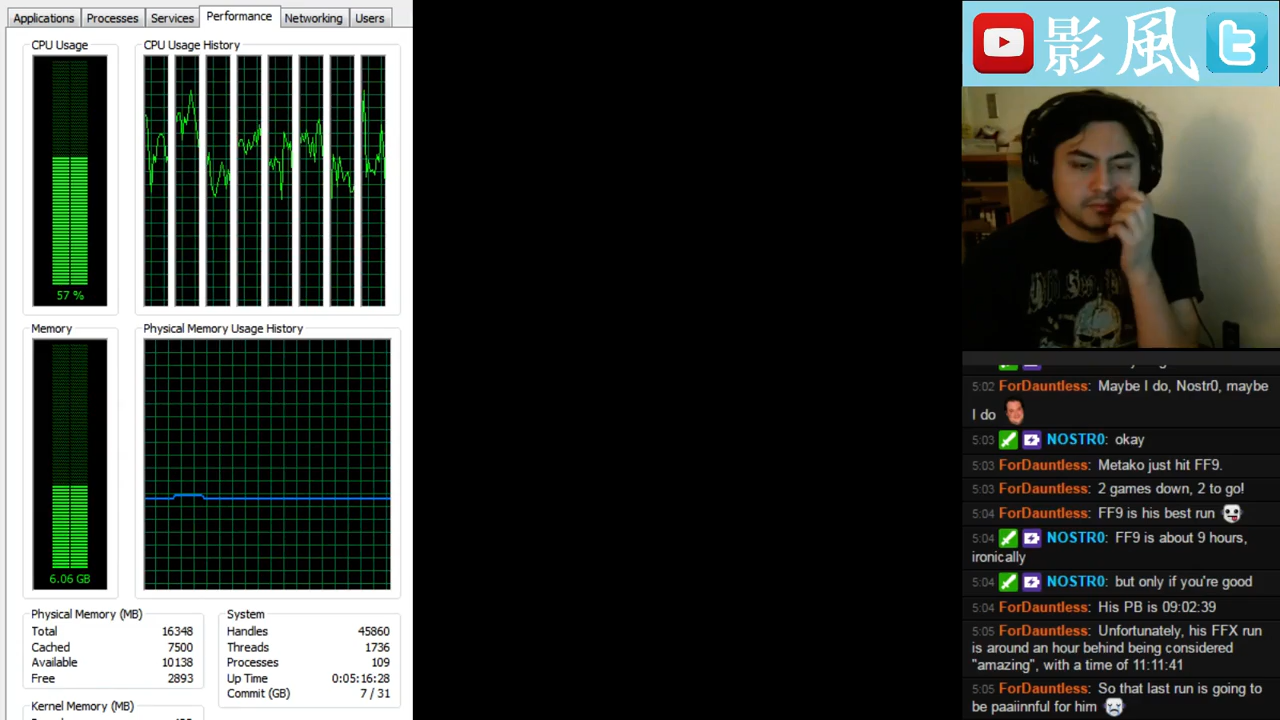 Applications Processes Services Performance Networking Users
CPU Usage
CPU Usage History
57 %
Memory
Physical Memory Usage History
6.06 GB
Physical Memory (MB)
Total 16348
Cached 7500
Available 10138
Free 2893
System
Handles 45860
Threads 1736
Processes 109
Up Time 0:05:16:28
Commit (GB) 7 / 31
Kernel Memory (MB)
影風
5:02 ForDauntless: Maybe I do, Nostr0, maybe
I do
5:03 NOSTR0: okay
5:03 ForDauntless: Metako just hit FF9.
5:03 ForDauntless: 2 games down, 2 to go!
5:04 ForDauntless: FF9 is his best run
5:04 NOSTR0: FF9 is about 9 hours,
ironically
5:04 NOSTR0: but only if you're good
5:04 ForDauntless: His PB is 09:02:39
5:05 ForDauntless: Unfortunately, his FFX run
is around an hour behind being considered
"amazing", with a time of 11:11:41
5:05 ForDauntless: So that last run is going to
be paaiinnful for him